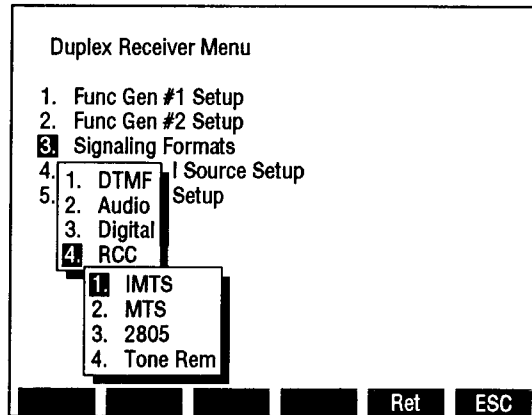 Duplex Receiver Menu
1. Func Gen #1 Setup
2. Func Gen #2 Setup
3. Signaling Formats
4. l Source Setup
5. Setup
1. DTMF
2. Audio
3. Digital
4. RCC
1. IMTS
2. MTS
3. 2805
4. Tone Rem
Ret ESC